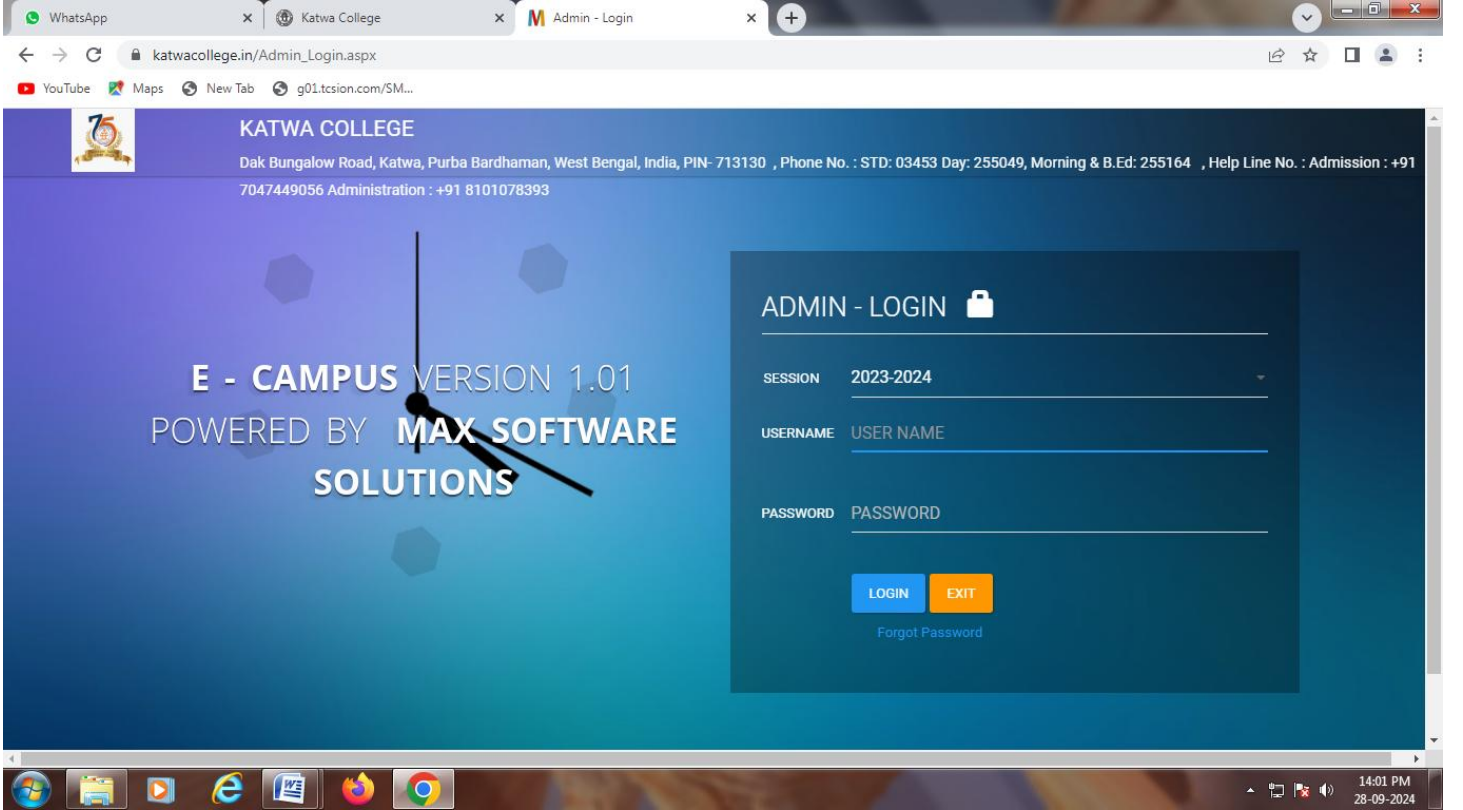 WhatsApp
Katwa College
Admin - Login
katwacollege.in/Admin_Login.aspx
YouTube Maps New Tab g01.tcsion.com/SM...
75
KATWA COLLEGE
Dak Bungalow Road, Katwa, Purba Bardhaman, West Bengal, India, PIN- 713130 , Phone No. : STD: 03453 Day: 255049, Morning & B.Ed: 255164 , Help Line No. : Admission : +91
7047449056 Administration : +91 8101078393
E - CAMPUS VERSION 1.01
POWERED BY MAX SOFTWARE
SOLUTIONS
ADMIN - LOGIN
SESSION 2023-2024
USERNAME USER NAME
PASSWORD PASSWORD
LOGIN EXIT
Forgot Password
14:01 PM
28-09-2024